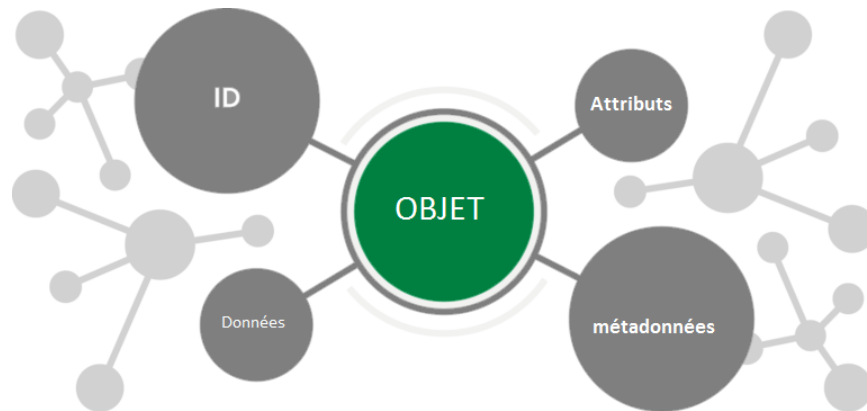 ID
Attributs
OBJET
Données
métadonnées